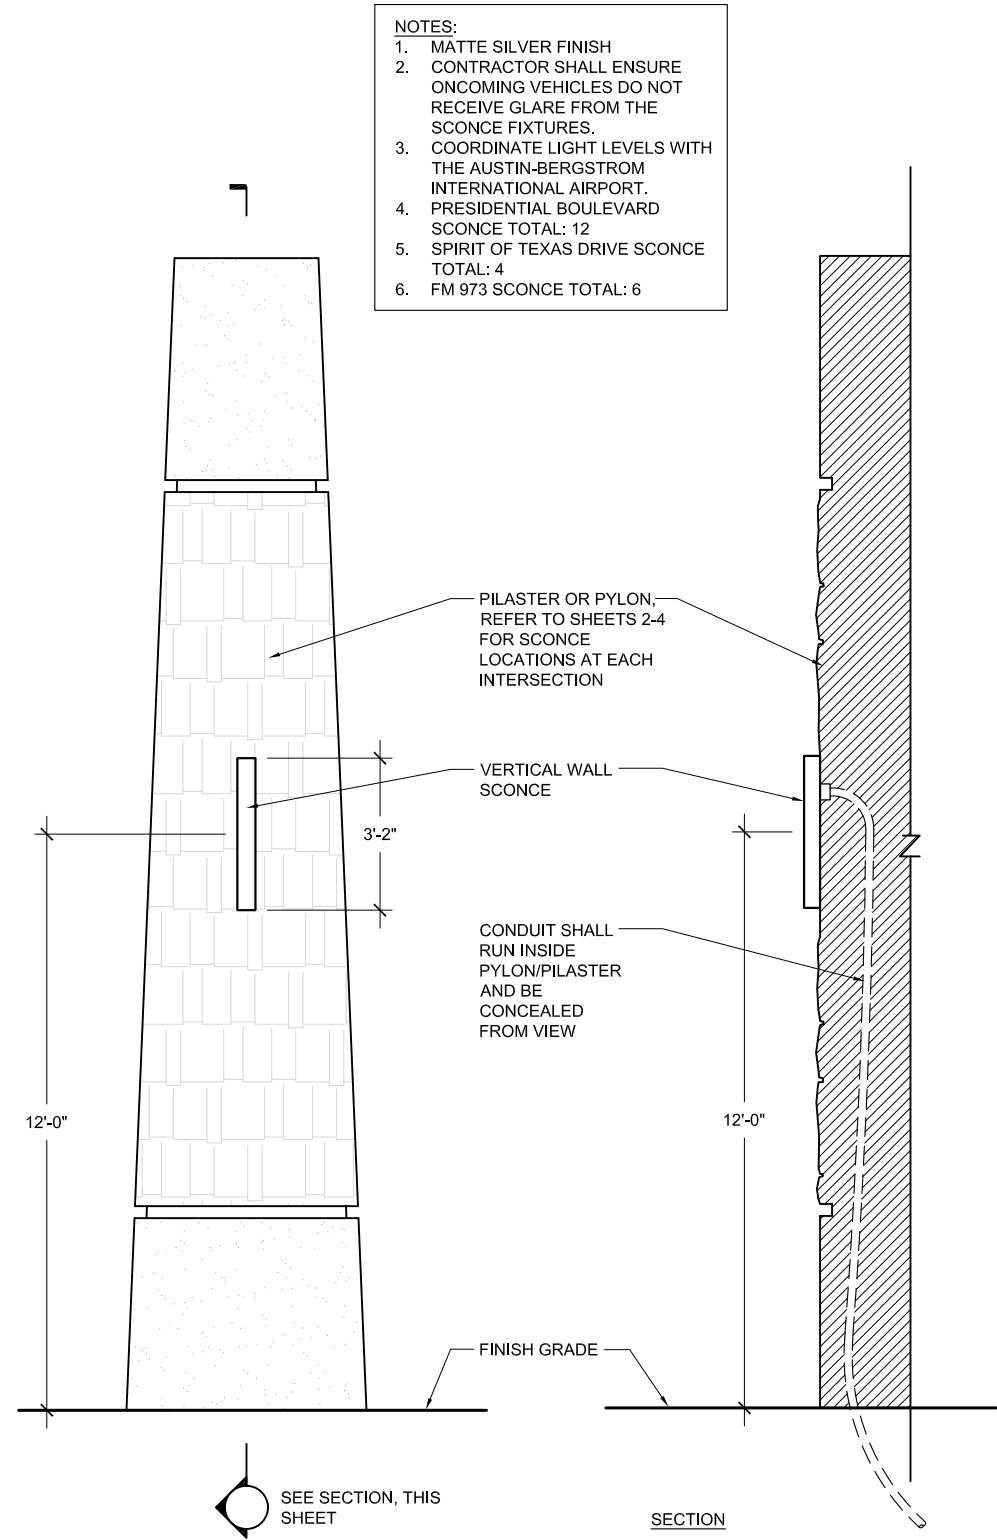 NOTES:
1. MATTE SILVER FINISH
2. CONTRACTOR SHALL ENSURE
ONCOMING VEHICLES DO NOT
RECEIVE GLARE FROM THE
SCONCE FIXTURES.
3. COORDINATE LIGHT LEVELS WITH
THE AUSTIN-BERGSTROM
INTERNATIONAL AIRPORT.
4. PRESIDENTIAL BOULEVARD
SCONCE TOTAL: 12
5. SPIRIT OF TEXAS DRIVE SCONCE
TOTAL: 4
6. FM 973 SCONCE TOTAL: 6
PILASTER OR PYLON,
REFER TO SHEETS 2-4
FOR SCONCE
LOCATIONS AT EACH
INTERSECTION
VERTICAL WALL
SCONCE
3'-2"
CONDUIT SHALL
RUN INSIDE
PYLON/PILASTER
AND BE
CONCEALED
FROM VIEW
12'-0"
12'-0"
FINISH GRADE
SEE SECTION, THIS
SHEET
SECTION